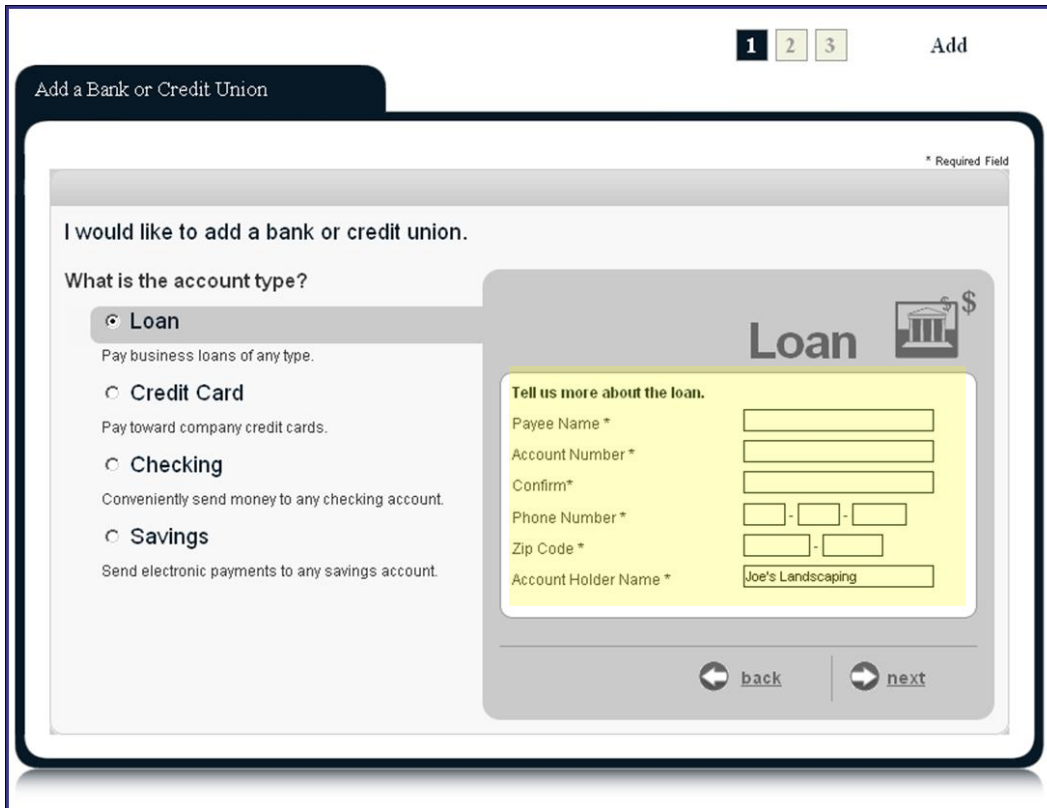 1 2 3 Add
Add a Bank or Credit Union
* Required Field
I would like to add a bank or credit union.
What is the account type?
Loan
Pay business loans of any type.
Credit Card
Pay toward company credit cards.
Checking
Conveniently send money to any checking account.
Savings
Send electronic payments to any savings account.
$ $
Loan
Tell us more about the loan.
Payee Name *
Account Number *
Confirm*
Phone Number * - -
Zip Code * -
Account Holder Name * Joe's Landscaping
back next